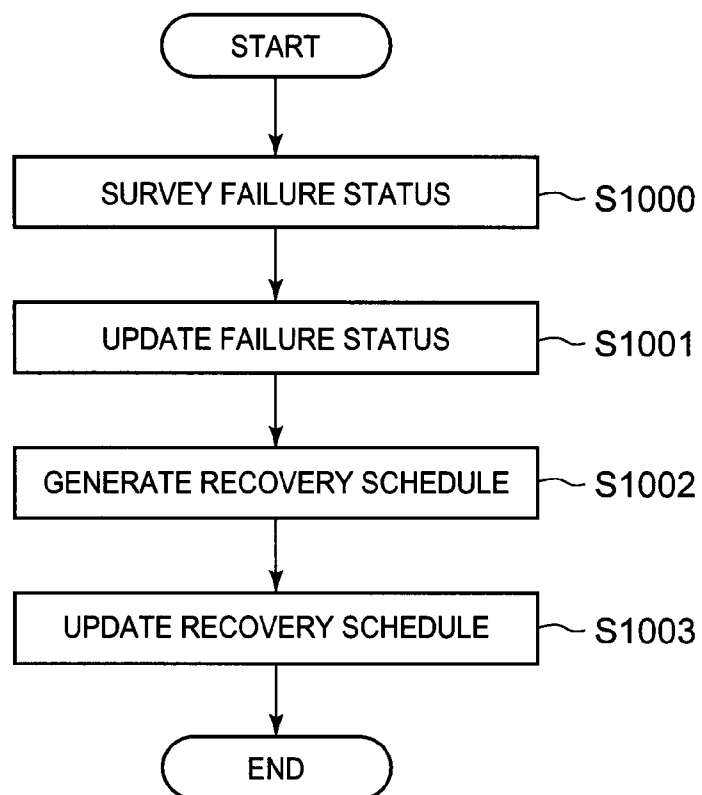 START
SURVEY FAILURE STATUS
S1000
UPDATE FAILURE STATUS
S1001
GENERATE RECOVERY SCHEDULE
S1002
UPDATE RECOVERY SCHEDULE
S1003
END